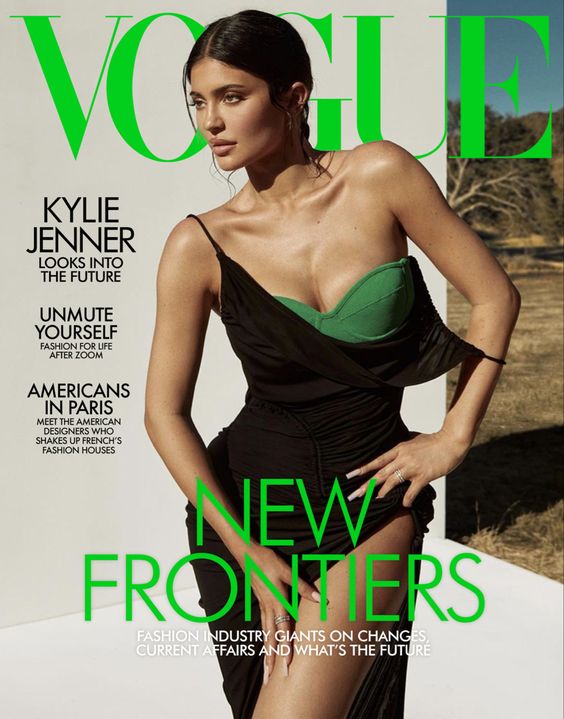 VOGUE
KYLIE
JENNER
LOOKS INTO
THE FUTURE
UNMUTE
YOURSELF
FASHION FOR LIFE
AFTER ZOOM
AMERICANS
IN PARIS
MEET THE AMERICAN
DESIGNERS WHO
SHAKES UP FRENCH'S
FASHION HOUSES
NEW
FRONTIERS
FASHION INDUSTRY GIANTS ON CHANGES,
CURRENT AFFAIRS AND WHAT'S THE FUTURE